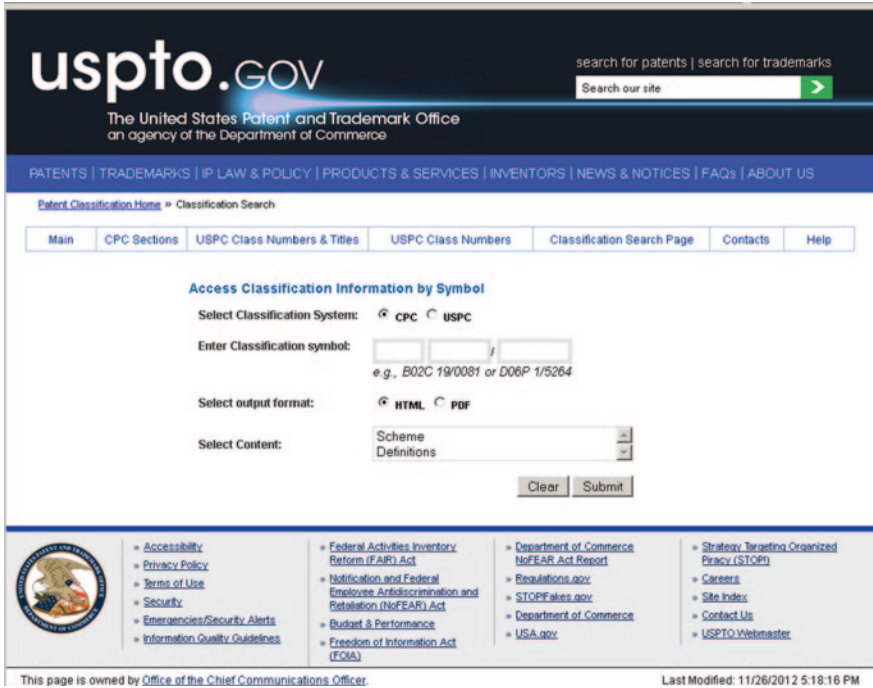 uspto.GOV
search for patents | search for trademarks
Search our site
The United States Patent and Trademark Office
an agency of the Department of Commerce
PATENTS | TRADEMARKS | IP LAW & POLICY | PRODUCTS & SERVICES | INVENTORS | NEWS & NOTICES | FAQs | ABOUT US
Patent Classification Home » Classification Search
Main CPC Sections USPC Class Numbers & Titles USPC Class Numbers Classification Search Page Contacts Help
Access Classification Information by Symbol
Select Classification System: CPC USPC
Enter Classification symbol: /
e.g., B02C 19/0081 or D06P 1/5264
Select output format: HTML PDF
Select Content:
Scheme
Definitions
Clear Submit
» Accessibility
» Privacy Policy
» Terms of Use
» Security
» Emergencies/Security Alerts
» Information Quality Guidelines
» Federal Activities Inventory
Reform (FAIR) Act
» Notification and Federal
Employee Antidiscrimination and
Retaliation (NoFEAR) Act
» Budget & Performance
» Freedom of Information Act
(FOIA)
» Department of Commerce
NoFEAR Act Report
» Regulations.gov
» STOP!Fakes.gov
» Department of Commerce
» USA.gov
» Strategy Targeting Organized
Piracy (STOP!)
» Careers
» Site Index
» Contact Us
» USPTO Webmaster
This page is owned by Office of the Chief Communications Officer.
Last Modified: 11/26/2012 5:18:16 PM